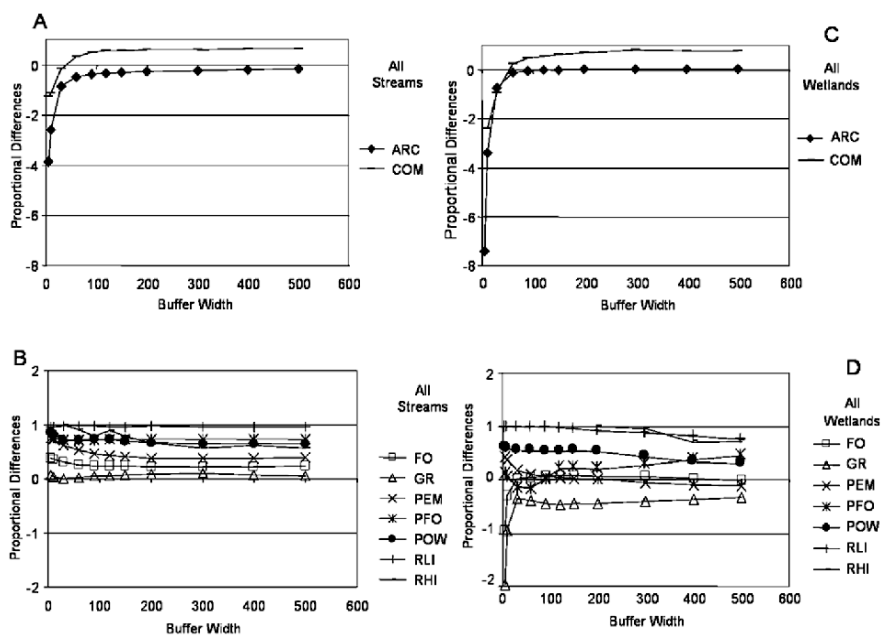 A
0
-2
-4
-6
-8
Proportional Differences
0 100 200 300 400 500 600
Buffer Width
All
Streams
ARC
COM
C
0
-2
-4
-6
-8
Proportional Differences
0 100 200 300 400 500 600
Buffer Width
All
Wetlands
ARC
COM
B
2
1
0
-1
-2
Proportional Differences
0 100 200 300 400 500 600
Buffer Width
All
Streams
FO
GR
PEM
PFO
POW
RLI
RHI
D
2
1
0
-1
-2
Proportional Differences
0 100 200 300 400 500 600
Buffer Width
All
Wetlands
FO
GR
PEM
PFO
POW
RLI
RHI